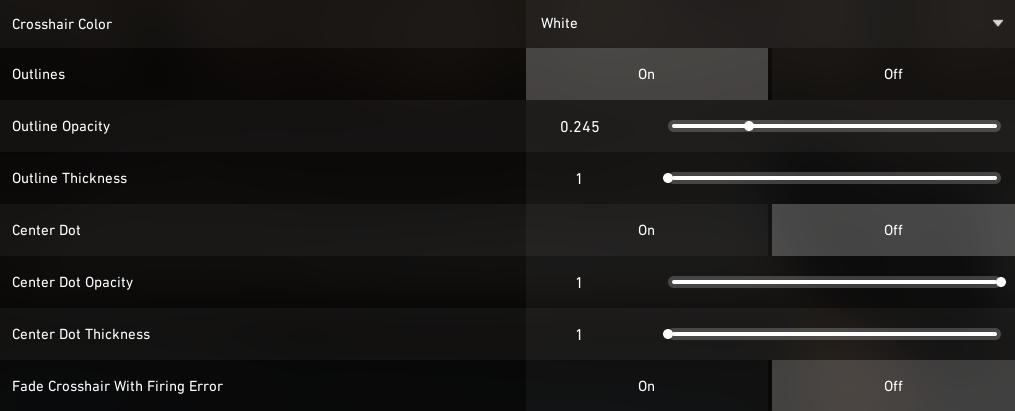 Crosshair Color White
Outlines On Off
Outline Opacity 0.245
Outline Thickness 1
Center Dot On Off
Center Dot Opacity 1
Center Dot Thickness 1
Fade Crosshair With Firing Error On Off